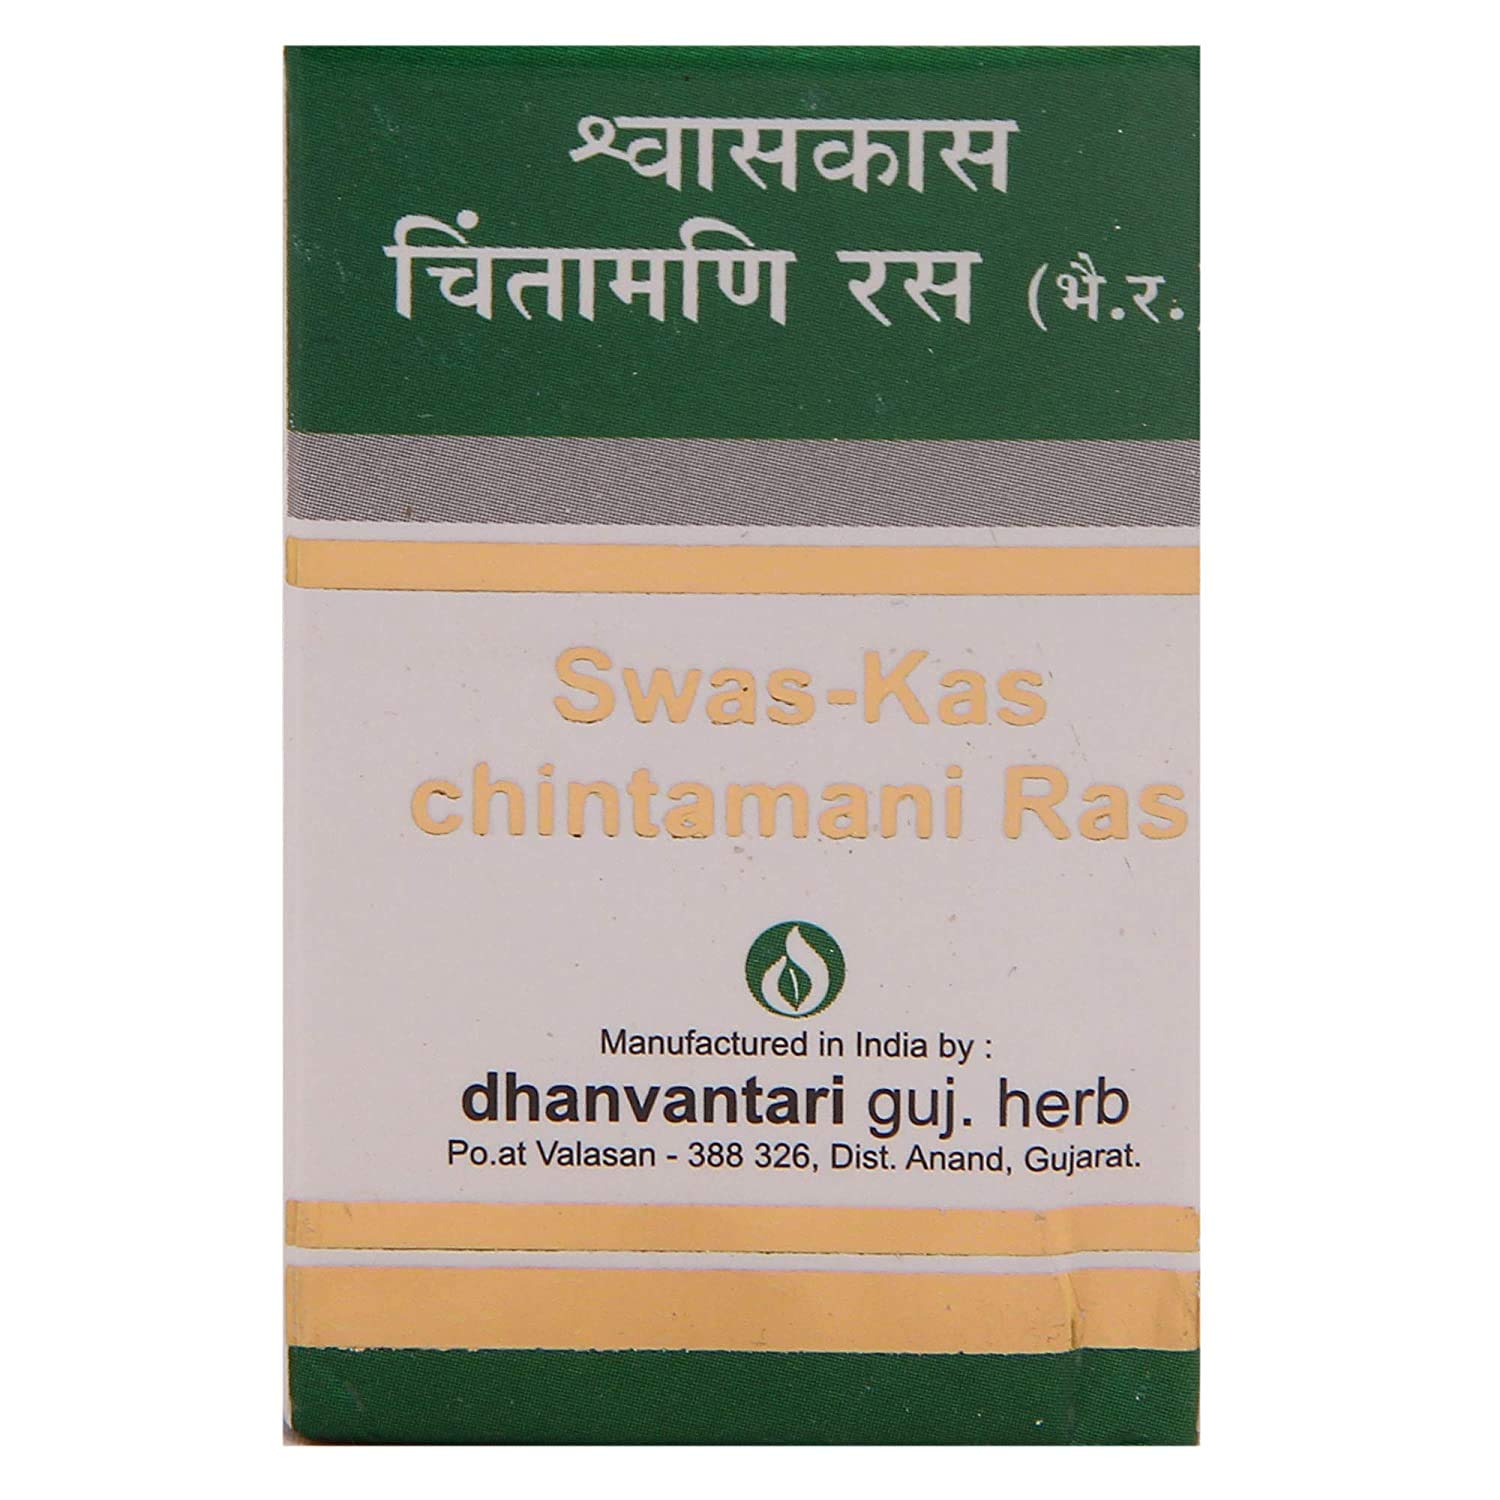 श्वासकास
चिंतामणि रस (भै.र.)
Swas-Kas
chintamani Ras
Manufactured in India by :
dhanvantari guj. herb
Po.at Valasan - 388 326, Dist. Anand, Gujarat.